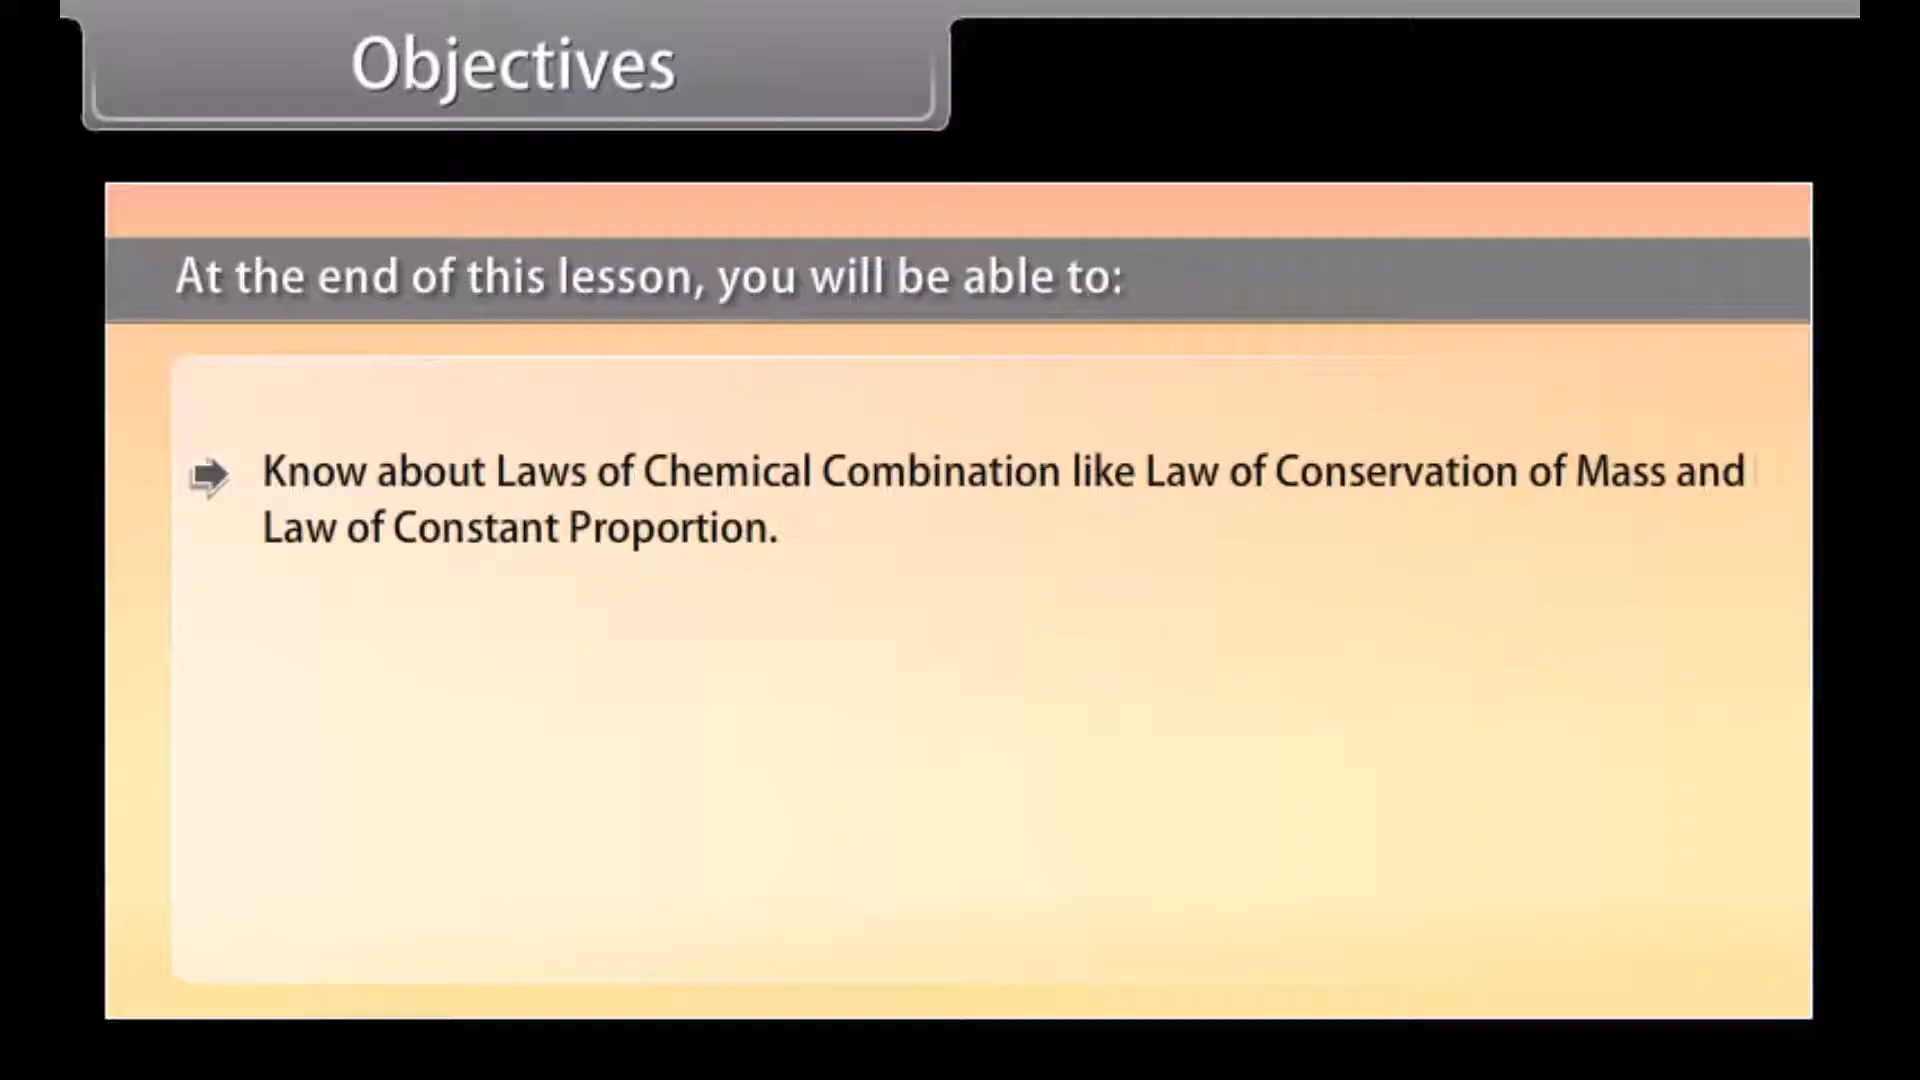 Objectives
At the end of this lesson, you will be able to:
Know about Laws of Chemical Combination like Law of Conservation of Mass and
Law of Constant Proportion.